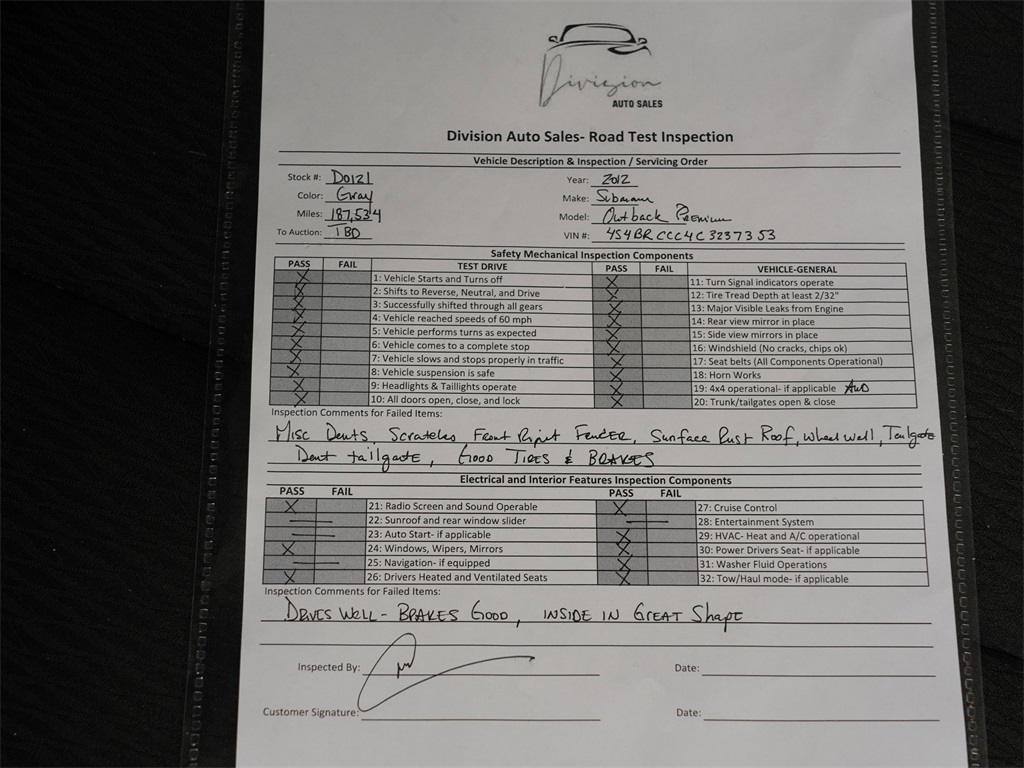 Division
AUTO SALES
Division Auto Sales- Road Test Inspection
Vehicle Description & Inspection / Servicing Order
Stock #: D0121 Year: 2012
Color: Gray Make: Subaru
Miles: 187,534 Model: Outback Premium
To Auction: TBD VIN #: 4S4BRCCC4C3237353
Safety Mechanical Inspection Components
PASS FAIL TEST DRIVE PASS FAIL VEHICLE-GENERAL
X 1: Vehicle Starts and Turns off X 11: Turn Signal indicators operate
X 2: Shifts to Reverse, Neutral, and Drive X 12: Tire Tread Depth at least 2/32"
X 3: Successfully shifted through all gears X 13: Major Visible Leaks from Engine
X 4: Vehicle reached speeds of 60 mph X 14: Rear view mirror in place
X 5: Vehicle performs turns as expected X 15: Side view mirrors in place
X 6: Vehicle comes to a complete stop X 16: Windshield (No cracks, chips ok)
X 7: Vehicle slows and stops properly in traffic X 17: Seat belts (All Components Operational)
X 8: Vehicle suspension is safe X 18: Horn Works
X 9: Headlights & Taillights operate X 19: 4x4 operational- if applicable AWD
X 10: All doors open, close, and lock X 20: Trunk/tailgates open & close
Inspection Comments for Failed Items:
Misc Dents, Scratches Front Right Fender, Surface Rust Roof, wheel well, Tailgate
Dent tailgate, Good TIRES & BRAKES
Electrical and Interior Features Inspection Components
PASS FAIL PASS FAIL
X 21: Radio Screen and Sound Operable X 27: Cruise Control
22: Sunroof and rear window slider 28: Entertainment System
23: Auto Start- if applicable X 29: HVAC- Heat and A/C operational
X 24: Windows, Wipers, Mirrors X 30: Power Drivers Seat- if applicable
25: Navigation- if equipped X 31: Washer Fluid Operations
X 26: Drivers Heated and Ventilated Seats X 32: Tow/Haul mode- if applicable
Inspection Comments for Failed Items:
DRIVES WELL - BRAKES GOOD, INSIDE IN GREAT Shape
Inspected By: Date:
Customer Signature: Date: